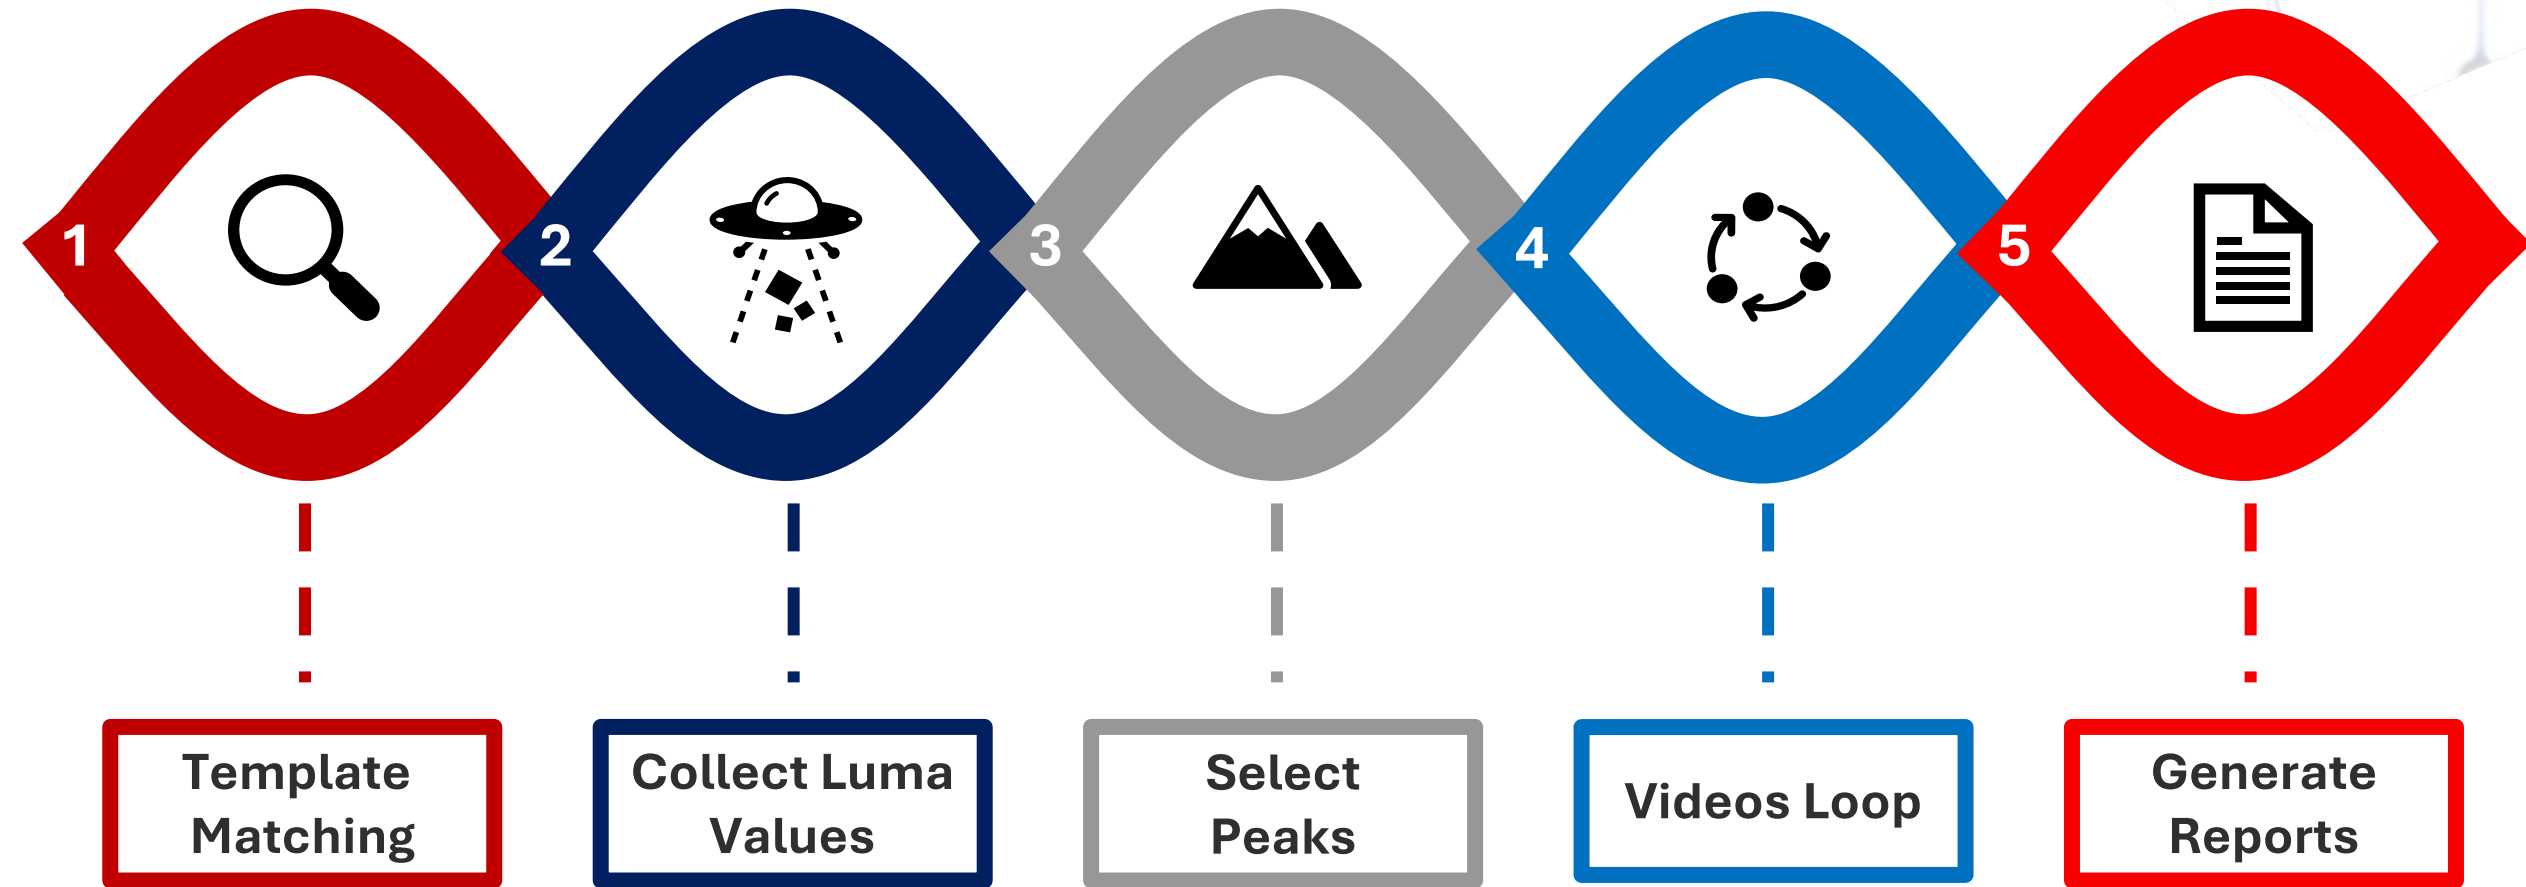 1
2
3
4
5
Template
Matching
Collect Luma
Values
Select
Peaks
Videos Loop
Generate
Reports